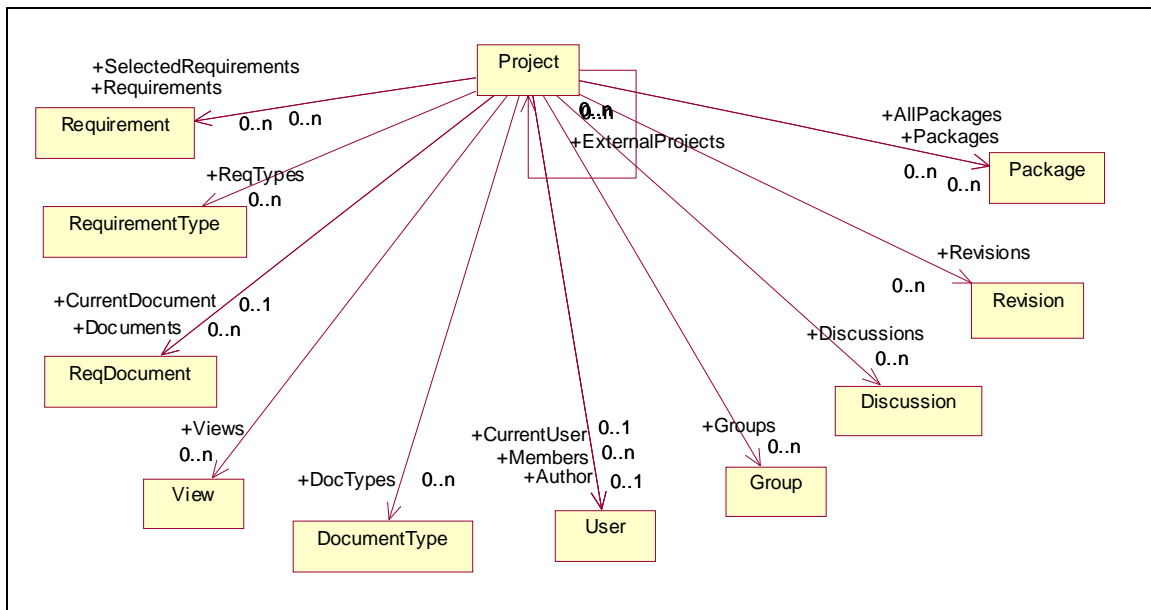 Project
+SelectedRequirements
+Requirements
0..n 0..n
Requirement
0..n
+ExternalProjects
+AllPackages
+Packages
0..n 0..n
Package
+ReqTypes
0..n
RequirementType
+Revisions
0..n
Revision
+CurrentDocument 0..1
+Documents 0..n
ReqDocument
+Discussions
0..n
Discussion
+Views
0..n
View
+DocTypes 0..n
DocumentType
+CurrentUser 0..1
+Members 0..n
+Author 0..1
User
+Groups
0..n
Group